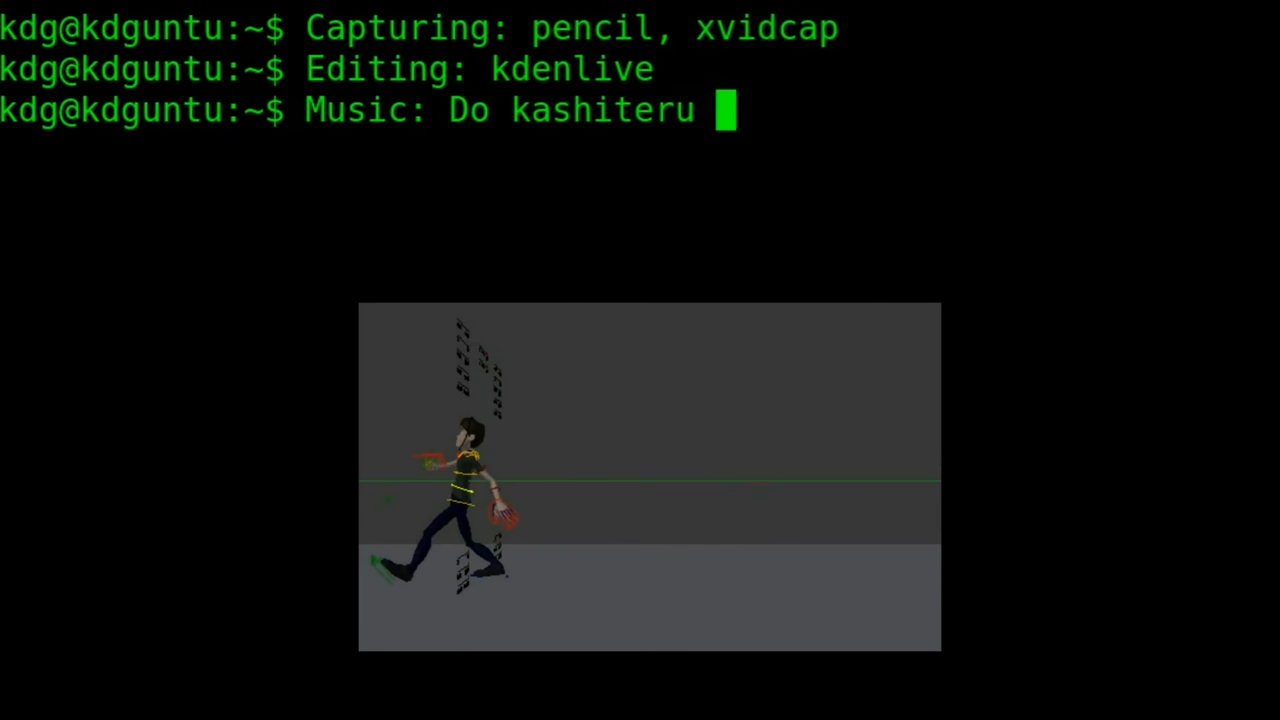 kdg@kdguntu:~$ Capturing: pencil, xvidcap
kdg@kdguntu:~$ Editing: kdenlive
kdg@kdguntu:~$ Music: Do kashiteru